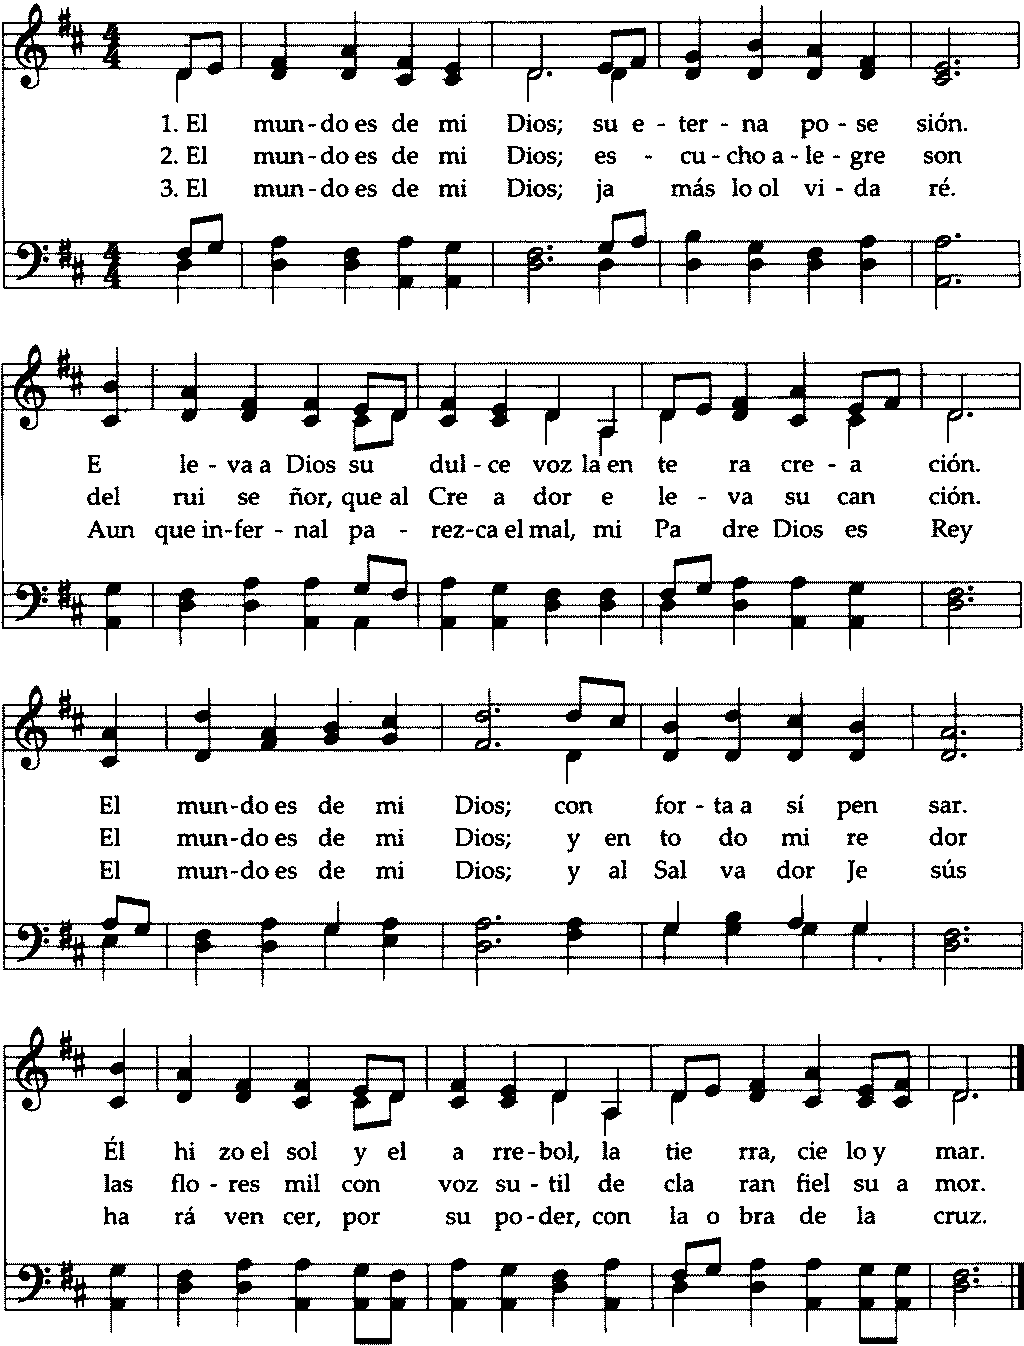 4 4
1. El mun-do es de mi Dios; su e-ter-na po-se sión.
2. El mun-do es de mi Dios; es-cu-cho a-le-gre son
3. El mun-do es de mi Dios; ja más lo ol vi-da ré.
4 4
E le-va a Dios su dul-ce voz la en te ra cre-a ción.
del rui se ñor, que al Cre a dor e le-va su can ción.
Aun que in-fer-nal pa-rez-ca el mal, mi Pa dre Dios es Rey
El mun-do es de mi Dios; con for-ta a sí pen sar.
El mun-do es de mi Dios; y en to do mi re dor
El mun-do es de mi Dios; y al Sal va dor Je sús
Él hi zo el sol y el a rre-bol, la tie rra, cie lo y mar.
las flo-res mil con voz su-til de cla ran fiel su a mor.
ha rá ven cer, por su po-der, con la o bra de la cruz.